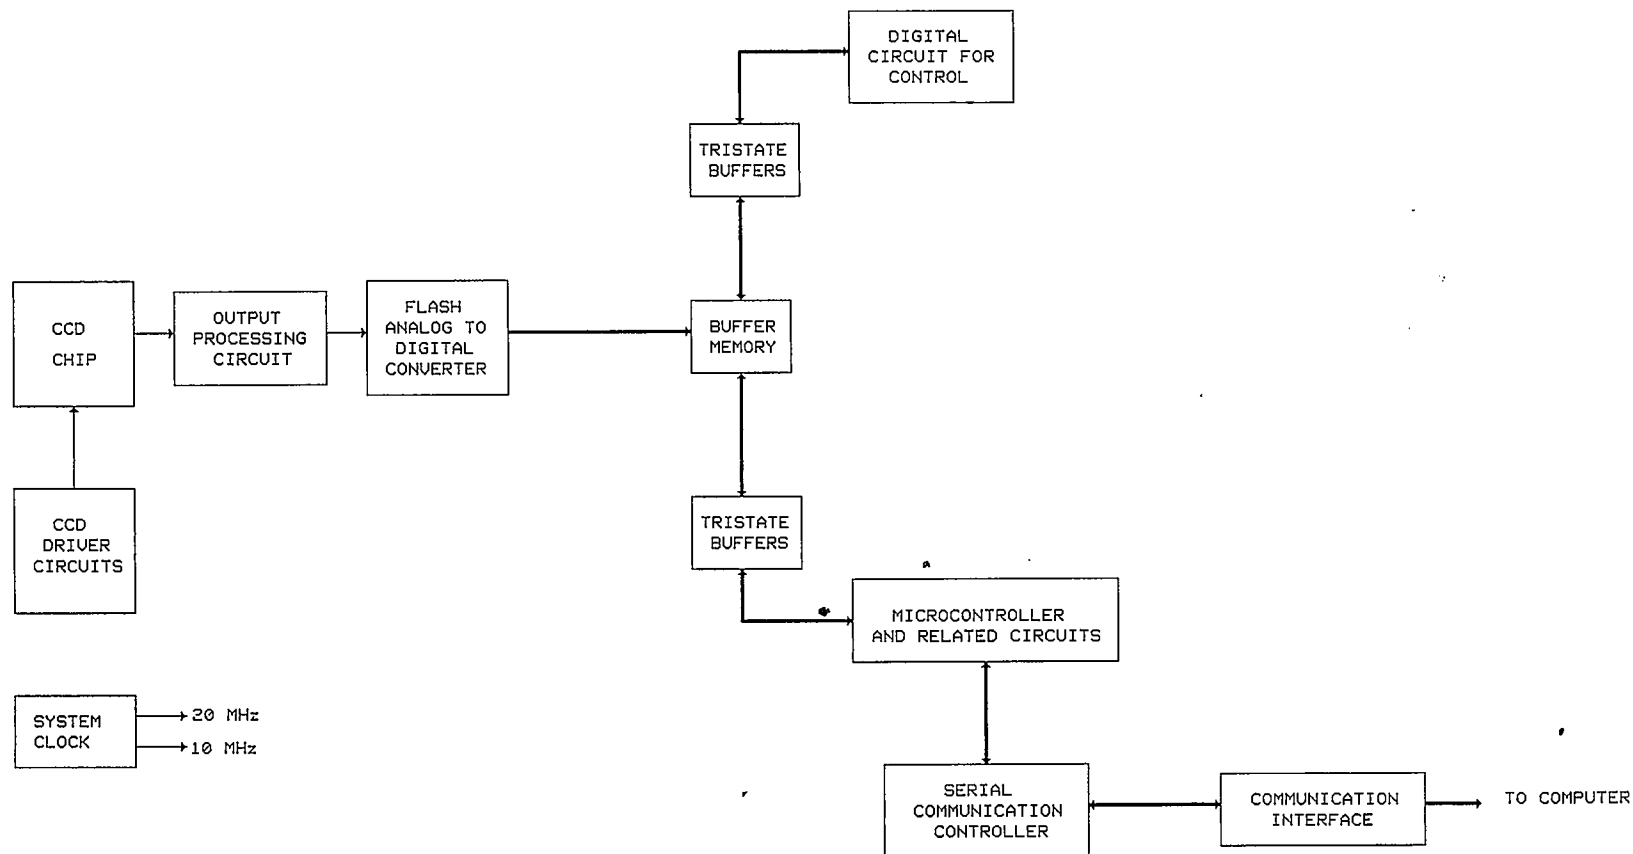 DIGITAL
CIRCUIT FOR
CONTROL
TRISTATE
BUFFERS
CCD
CHIP
OUTPUT
PROCESSING
CIRCUIT
FLASH
ANALOG TO
DIGITAL
CONVERTER
BUFFER
MEMORY
CCD
DRIVER
CIRCUITS
TRISTATE
BUFFERS
MICROCONTROLLER
AND RELATED CIRCUITS
SYSTEM
CLOCK
20 MHz
10 MHz
SERIAL
COMMUNICATION
CONTROLLER
COMMUNICATION
INTERFACE
TO COMPUTER